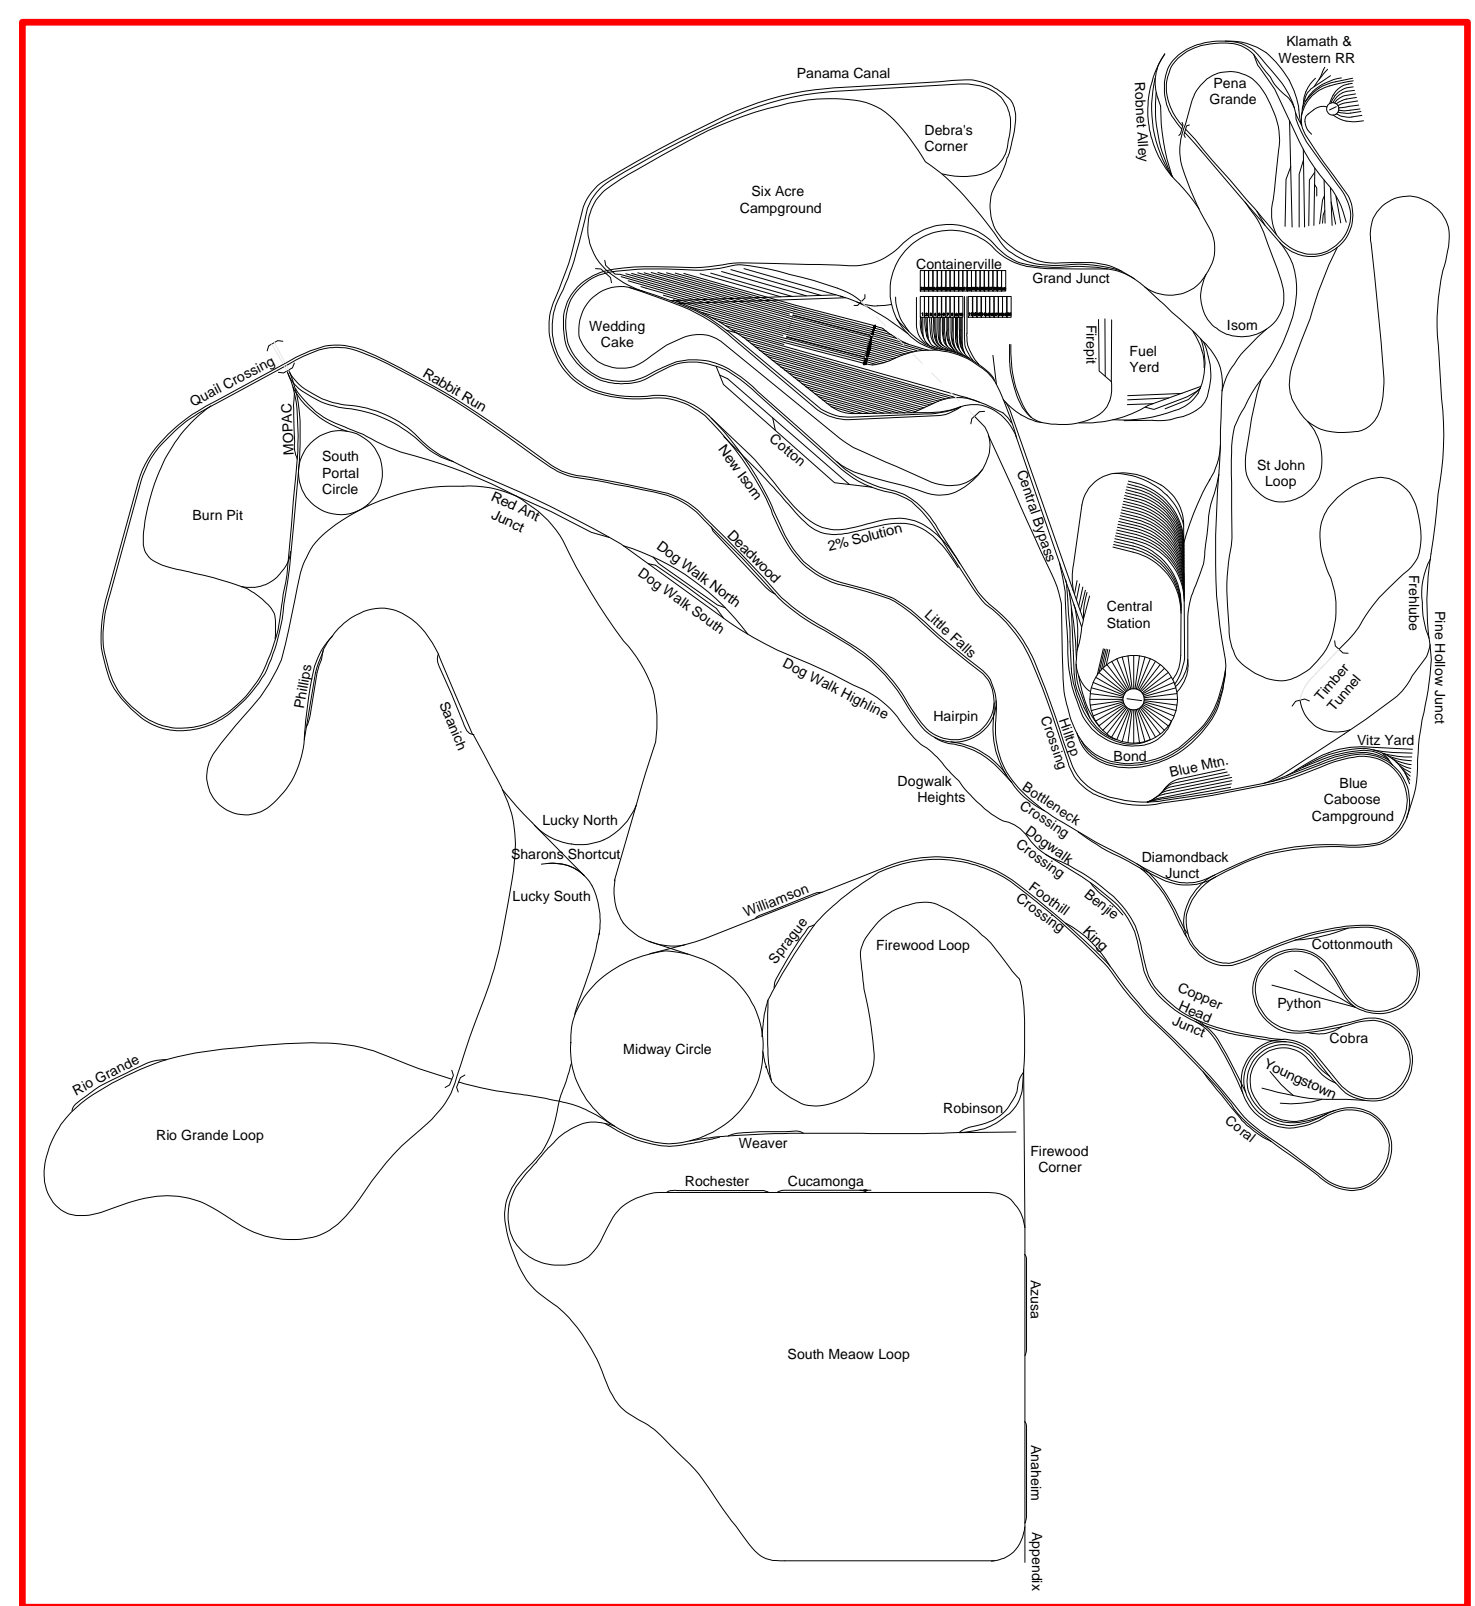 Klamath &
Western RR
Panama Canal
Pena
Grande
Robnet Alley
Debra's
Corner
Six Acre
Campground
Containerville
Grand Junct
Isom
Wedding
Cake
Firepit
Fuel
Yerd
Quail Crossing
Rabbit Run
MOPAC
South
Portal
Circle
Cotton
New Isom
St John
Loop
Burn Pit
Red Ant
Junct
Central Bypass
2% Solution
Deadwood
Dog Walk North
Dog Walk South
Central
Station
Frehlube
Pine Hollow Junct
Little Falls
Timber
Tunnel
Phillips
Dog Walk Highline
Saanich
Hairpin
Hilltop
Crossing
Bond
Vitz Yard
Blue Mtn.
Dogwalk
Heights
Blue
Caboose
Campground
Bottleneck
Crossing
Lucky North
Dogwalk
Crossing
Sharons Shortcut
Diamondback
Junct
Lucky South
Williamson
Foothill
Crossing
Benjie
Sprague
King
Firewood Loop
Cottonmouth
Copper
Head
Junct
Python
Cobra
Midway Circle
Rio Grande
Youngstown
Robinson
Coral
Rio Grande Loop
Weaver
Firewood
Corner
Rochester
Cucamonga
Azusa
South Meaow Loop
Anaheim
Appendix